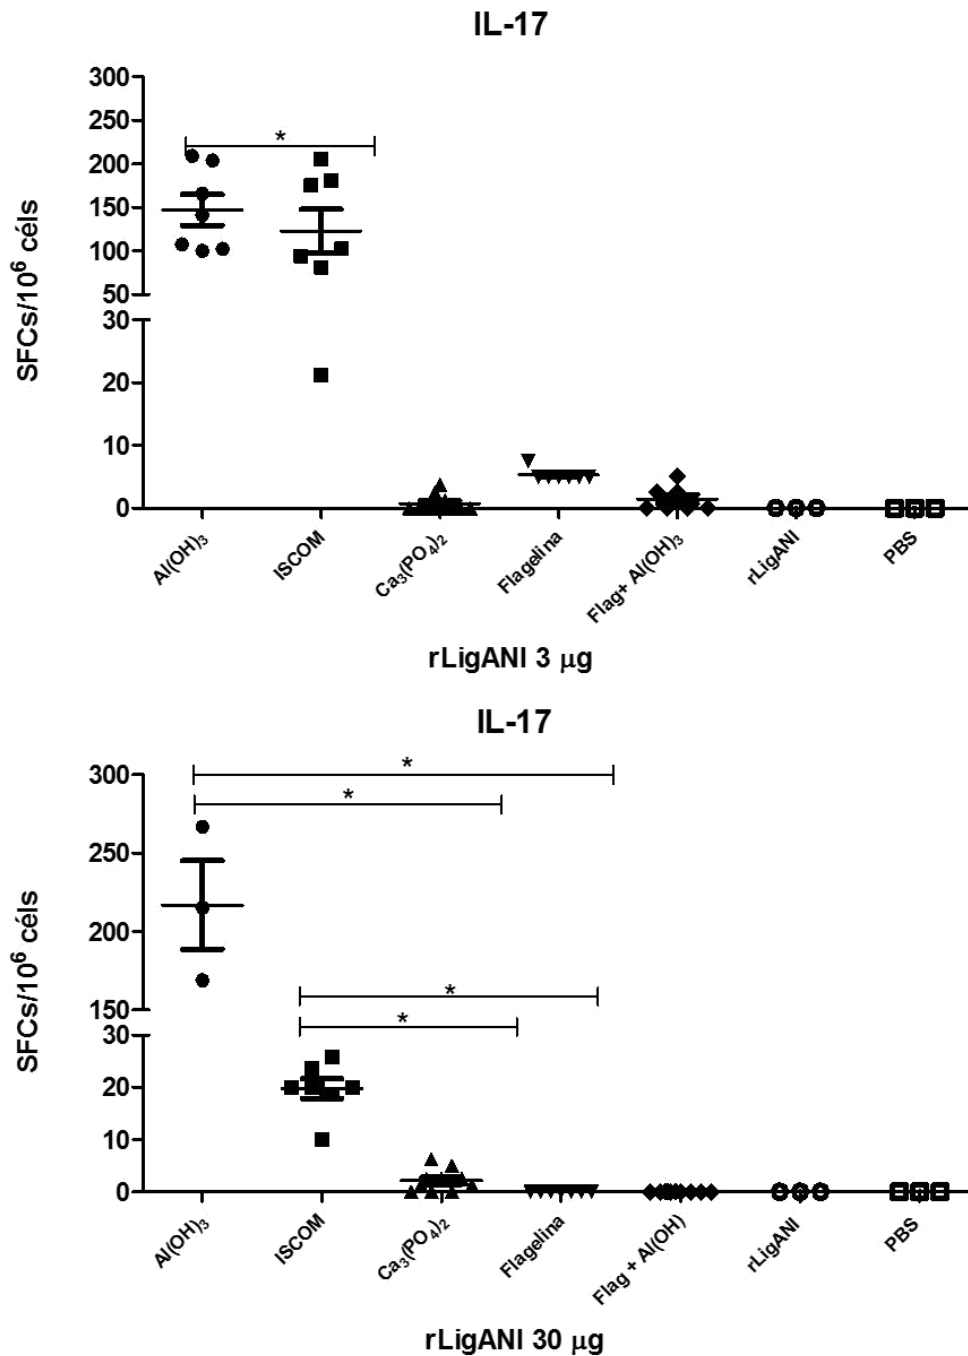 IL-17
300
250
200
150
100
50
30
20
10
0
SFCs/10⁶ céls
*
Al(OH)₃
ISCOM
Ca₃(PO₄)₂
Flagelina
Flag+ Al(OH)₃
rLigANI
PBS
rLigANI 3 μg
IL-17
300
250
200
150
30
20
10
0
SFCs/10⁶ céls
*
*
*
*
Al(OH)₃
ISCOM
Ca₃(PO₄)₂
Flagelina
Flag + Al(OH)
rLigANI
PBS
rLigANI 30 μg